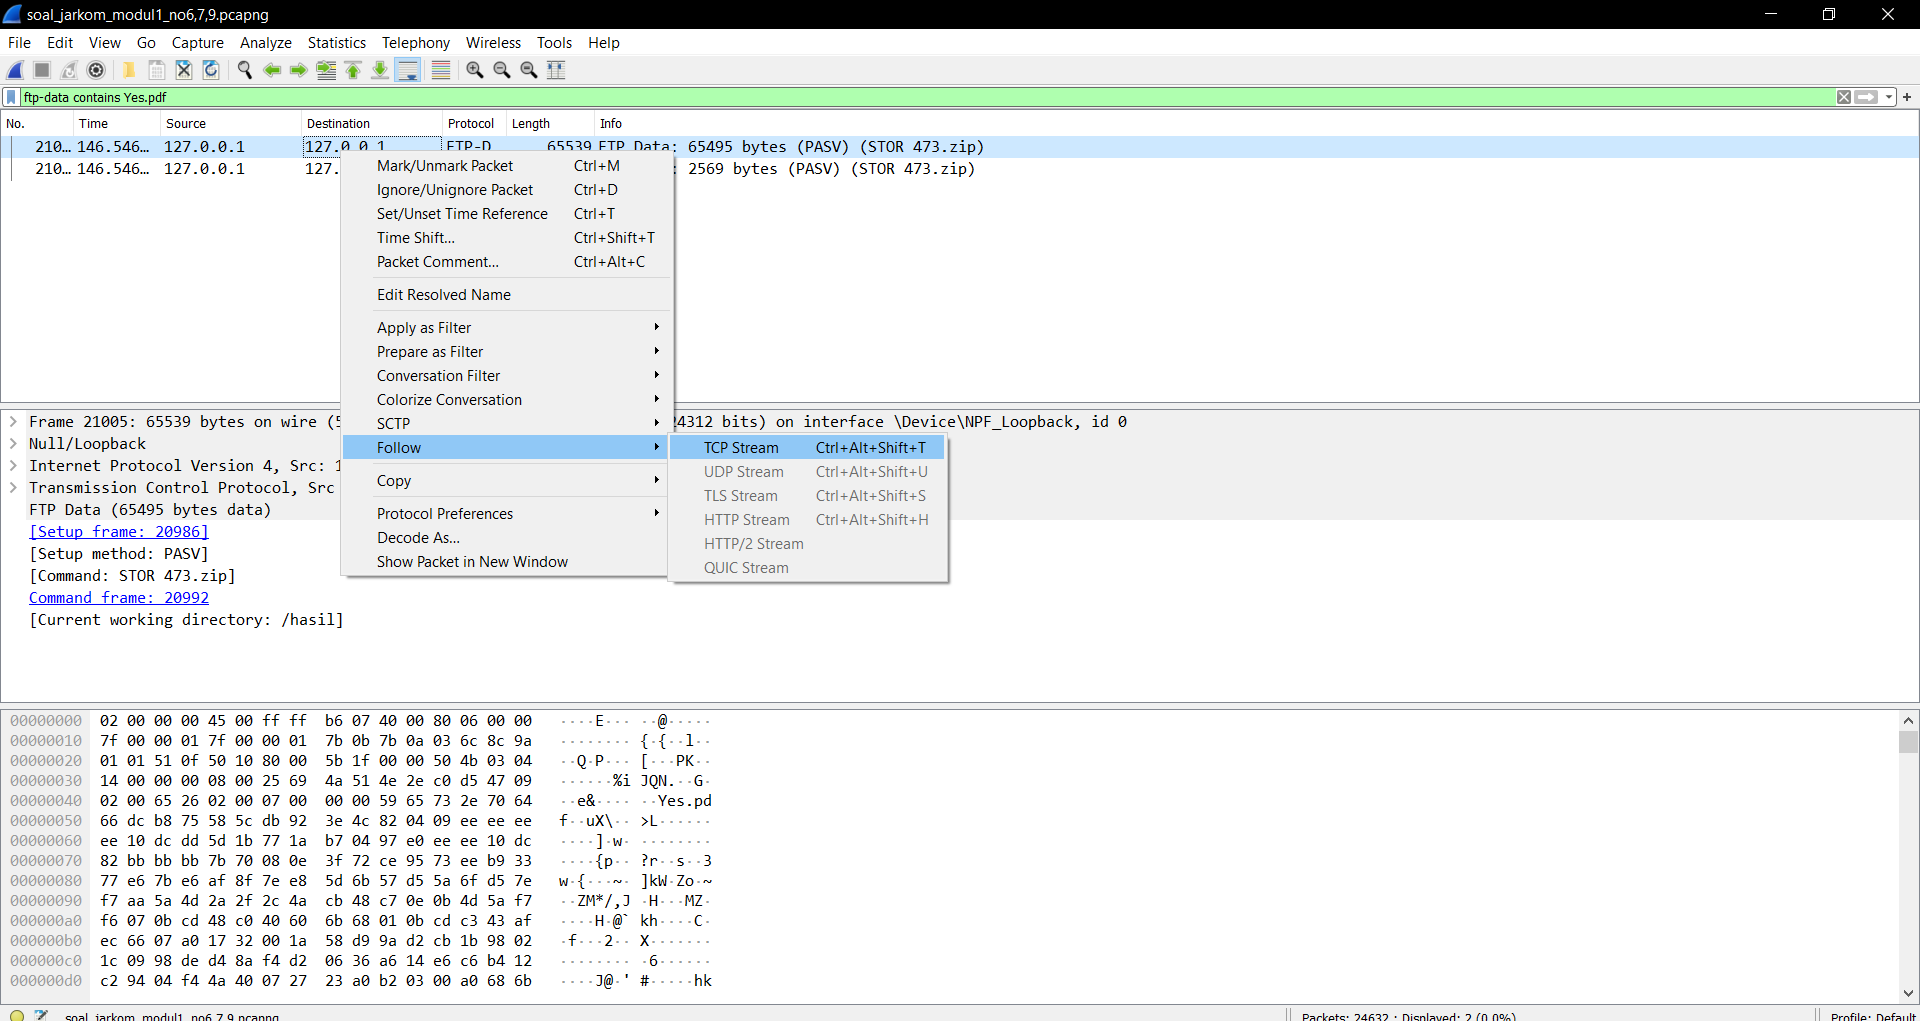 soal_jarkom_modul1_no6,7,9.pcapng
File Edit View Go Capture Analyze Statistics Telephony Wireless Tools Help
ftp-data contains Yes.pdf
No. Time Source Destination Protocol Length Info
210… 146.546… 127.0.0.1 127.0.0.1 FTP-D 65539 FTP Data: 65495 bytes (PASV) (STOR 473.zip)
210… 146.546… 127.0.0.1 127. : 2569 bytes (PASV) (STOR 473.zip)
Mark/Unmark Packet Ctrl+M
Ignore/Unignore Packet Ctrl+D
Set/Unset Time Reference Ctrl+T
Time Shift... Ctrl+Shift+T
Packet Comment... Ctrl+Alt+C
Edit Resolved Name
Apply as Filter
Prepare as Filter
Conversation Filter
Colorize Conversation
SCTP
Follow
Copy
Protocol Preferences
Decode As...
Show Packet in New Window
TCP Stream Ctrl+Alt+Shift+T
UDP Stream Ctrl+Alt+Shift+U
TLS Stream Ctrl+Alt+Shift+S
HTTP Stream Ctrl+Alt+Shift+H
HTTP/2 Stream
QUIC Stream
Frame 21005: 65539 bytes on wire (5 24312 bits) on interface \Device\NPF_Loopback, id 0
Null/Loopback
Internet Protocol Version 4, Src: 1
Transmission Control Protocol, Src
FTP Data (65495 bytes data)
[Setup frame: 20986]
[Setup method: PASV]
[Command: STOR 473.zip]
Command frame: 20992
[Current working directory: /hasil]
00000000 02 00 00 00 45 00 ff ff b6 07 40 00 80 06 00 00 ····E··· ··@·····
00000010 7f 00 00 01 7f 00 00 01 7b 0b 7b 0a 03 6c 8c 9a ········ {·{··l··
00000020 01 01 51 0f 50 10 80 00 5b 1f 00 00 50 4b 03 04 ··Q·P··· [···PK··
00000030 14 00 00 00 08 00 25 69 4a 51 4e 2e c0 d5 47 09 ······%i JQN.··G·
00000040 02 00 65 26 02 00 07 00 00 00 59 65 73 2e 70 64 ··e&···· ··Yes.pd
00000050 66 dc b8 75 58 5c db 92 3e 4c 82 04 09 ee ee ee f··uX\·· >L······
00000060 ee 10 dc dd 5d 1b 77 1a b7 04 97 e0 ee ee 10 dc ····]·w· ········
00000070 82 bb bb bb 7b 70 08 0e 3f 72 ce 95 73 ee b9 33 ····{p·· ?r··s··3
00000080 77 e6 7b e6 af 8f 7e e8 5d 6b 57 d5 5a 6f d5 7e w·{···~· ]kW·Zo·~
00000090 f7 aa 5a 4d 2a 2f 2c 4a cb 48 c7 0e 0b 4d 5a f7 ··ZM*/,J ·H···MZ·
000000a0 f6 07 0b cd 48 c0 40 60 6b 68 01 0b cd c3 43 af ····H·@` kh····C·
000000b0 ec 66 07 a0 17 32 00 1a 58 d9 9a d2 cb 1b 98 02 ·f···2·· X·······
000000c0 1c 09 98 de d4 8a f4 d2 06 36 a6 14 e6 c6 b4 12 ········ ·6······
000000d0 c2 94 04 f4 4a 40 07 27 23 a0 b2 03 00 a0 68 6b ····J@·' #·····hk
soal_jarkom_modul1_no6,7,9.pcapng Packets: 24632 · Displayed: 2 (0.0%) Profile: Default